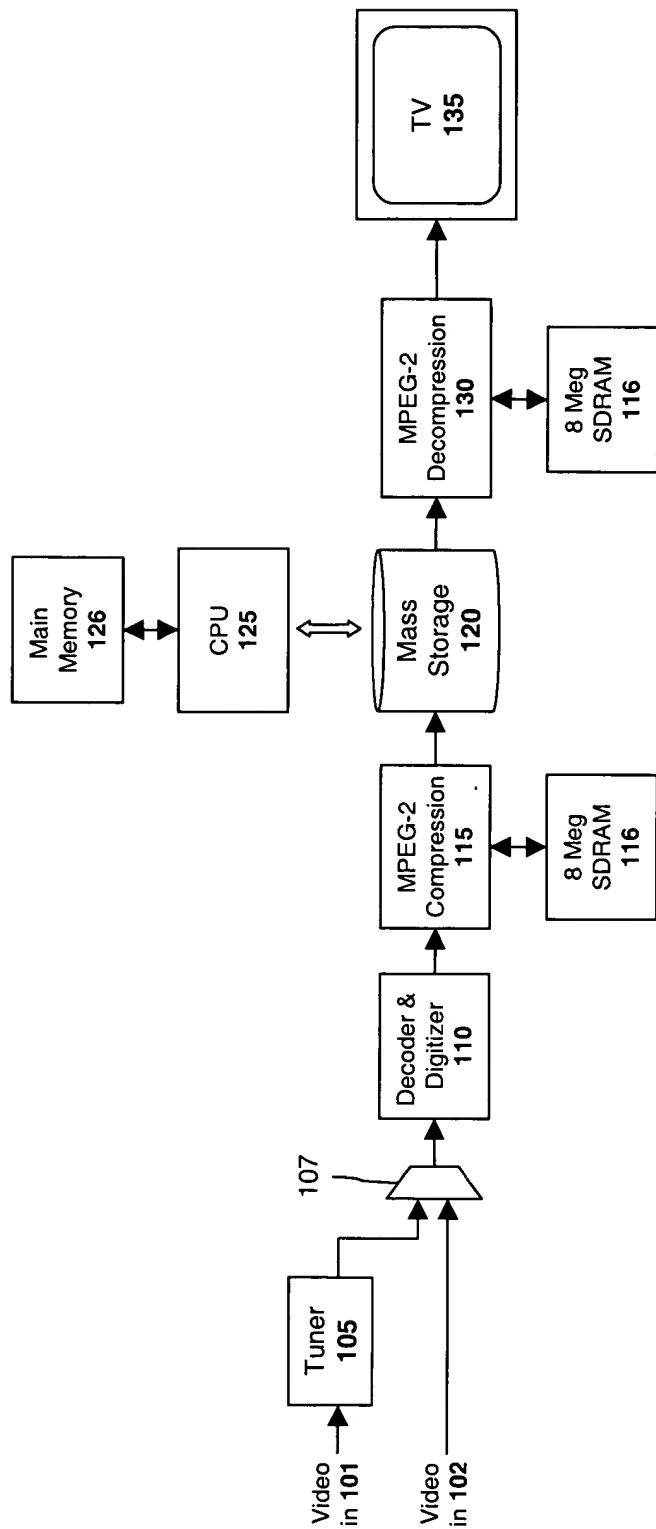 Video
in 101
Video
in 102
Tuner
105
107
Decoder &
Digitizer
110
MPEG-2
Compression
115
8 Meg
SDRAM
116
Main
Memory
126
CPU
125
Mass
Storage
120
MPEG-2
Decompression
130
8 Meg
SDRAM
116
TV
135